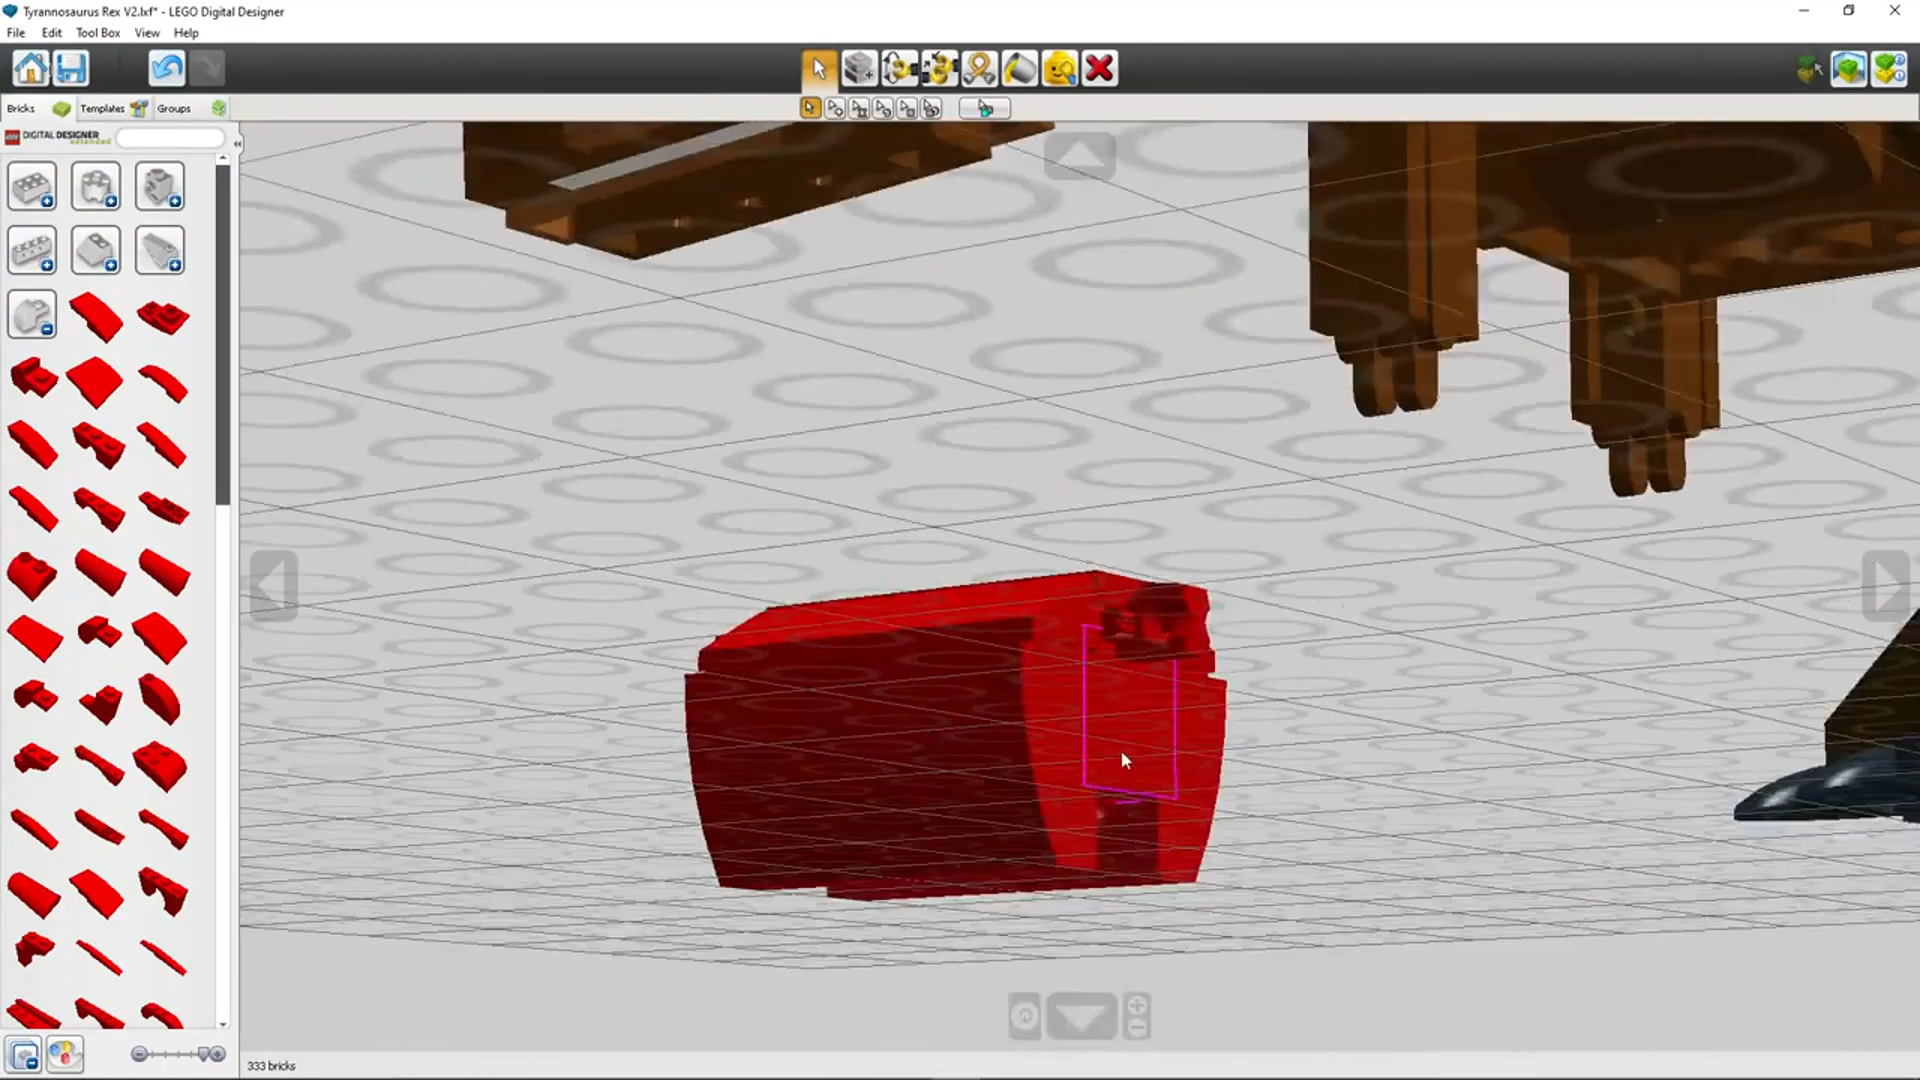 Tyrannosaurus Rex V2.lxf* - LEGO Digital Designer
File Edit Tool Box View Help
Bricks Templates Groups
DIGITAL DESIGNER
extended
333 bricks